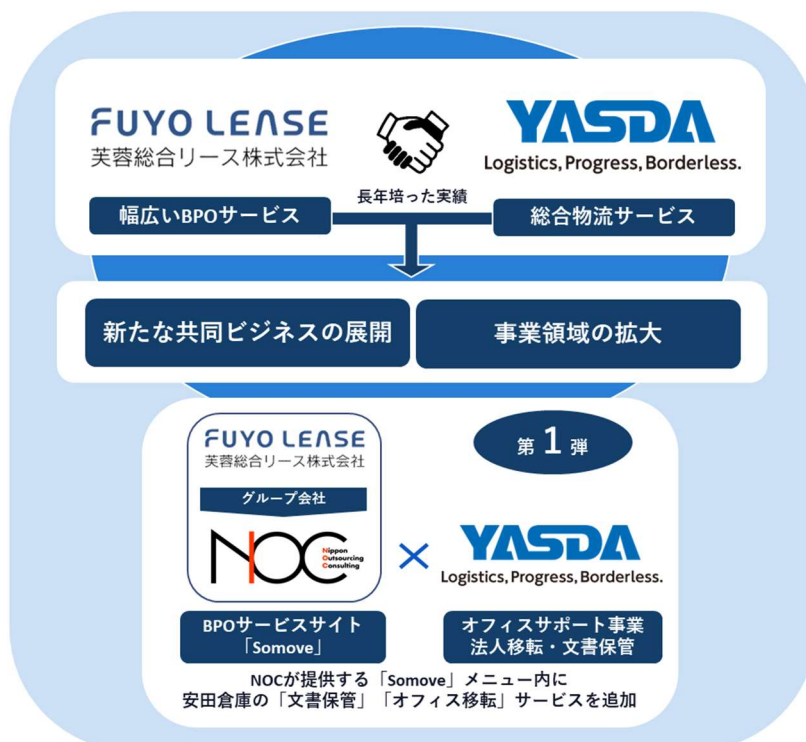 FUYO LEASE
芙蓉総合リース株式会社
YASDA
Logistics, Progress, Borderless.
長年培った実績
幅広いBPOサービス
総合物流サービス
新たな共同ビジネスの展開
事業領域の拡大
第1弾
FUYO LEASE
芙蓉総合リース株式会社
グループ会社
NOC
Nippon
Outsourcing
Consulting
×
YASDA
Logistics, Progress, Borderless.
BPOサービスサイト
「Somove」
オフィスサポート事業
法人移転・文書保管
NOCが提供する「Somove」メニュー内に
安田倉庫の「文書保管」「オフィス移転」サービスを追加